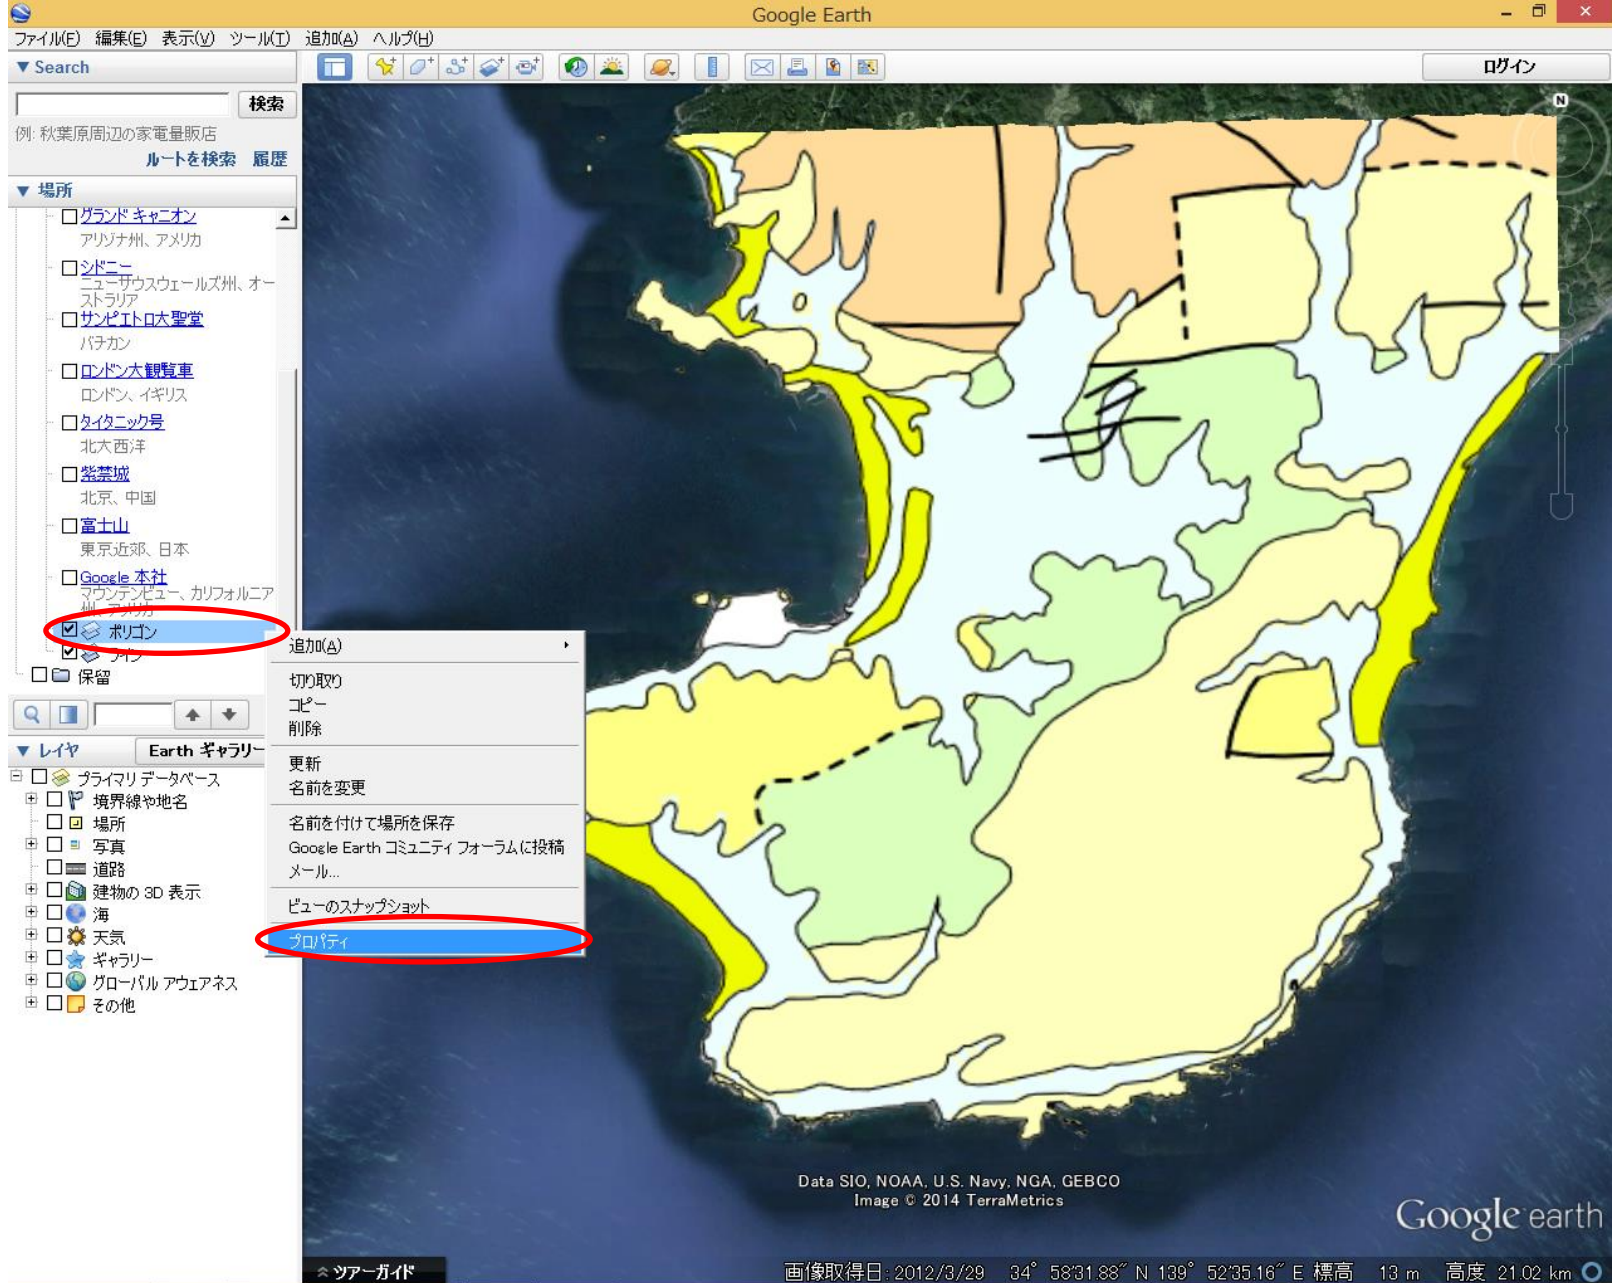 Google Earth
ファイル(F) 編集(E) 表示(V) ツール(T) 追加(A) ヘルプ(H)
Search
ログイン
検索
例: 秋葉原周辺の家電量販店
ルートを検索 履歴
場所
グランド キャニオン
アリゾナ州、アメリカ
シドニー
ニューサウスウェールズ州、オー
ストラリア
サンピエトロ大聖堂
バチカン
ロンドン大観覧車
ロンドン、イギリス
タイタニック号
北大西洋
紫禁城
北京、中国
富士山
東京近郊、日本
Google 本社
マウンテンビュー、カリフォルニア
州、アメリカ
ポリゴン
ライン
保留
追加(A)
切り取り
コピー
削除
更新
名前を変更
名前を付けて場所を保存
Google Earth コミュニティ フォーラムに投稿
メール...
ビューのスナップショット
プロパティ
レイヤ
Earth ギャラリー
プライマリ データベース
境界線や地名
場所
写真
道路
建物の 3D 表示
海
天気
ギャラリー
グローバル アウェアネス
その他
N
Data SIO, NOAA, U.S. Navy, NGA, GEBCO
Image © 2014 TerraMetrics
Google earth
ツアーガイド
画像取得日: 2012/3/29 34° 58'31.88" N 139° 52'35.16" E 標高 13 m 高度 21.02 km